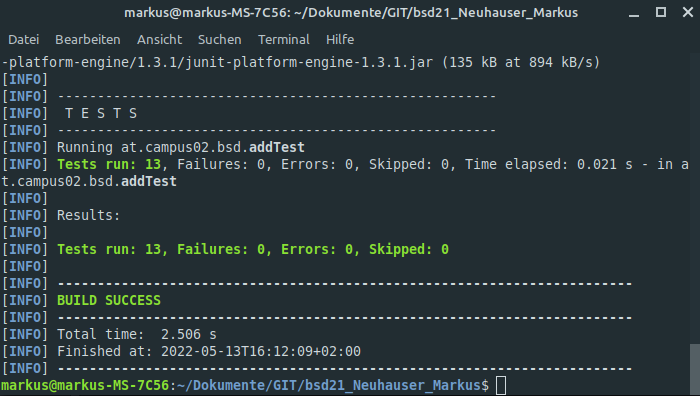 markus@markus-MS-7C56: ~/Dokumente/GIT/bsd21_Neuhauser_Markus
Datei Bearbeiten Ansicht Suchen Terminal Hilfe
-platform-engine/1.3.1/junit-platform-engine-1.3.1.jar (135 kB at 894 kB/s)
[INFO]
[INFO] -------------------------------------------------------
[INFO]  T E S T S
[INFO] -------------------------------------------------------
[INFO] Running at.campus02.bsd.addTest
[INFO] Tests run: 13, Failures: 0, Errors: 0, Skipped: 0, Time elapsed: 0.021 s - in a
t.campus02.bsd.addTest
[INFO]
[INFO] Results:
[INFO]
[INFO] Tests run: 13, Failures: 0, Errors: 0, Skipped: 0
[INFO]
[INFO] ------------------------------------------------------------------------
[INFO] BUILD SUCCESS
[INFO] ------------------------------------------------------------------------
[INFO] Total time:  2.506 s
[INFO] Finished at: 2022-05-13T16:12:09+02:00
[INFO] ------------------------------------------------------------------------
markus@markus-MS-7C56:~/Dokumente/GIT/bsd21_Neuhauser_Markus$